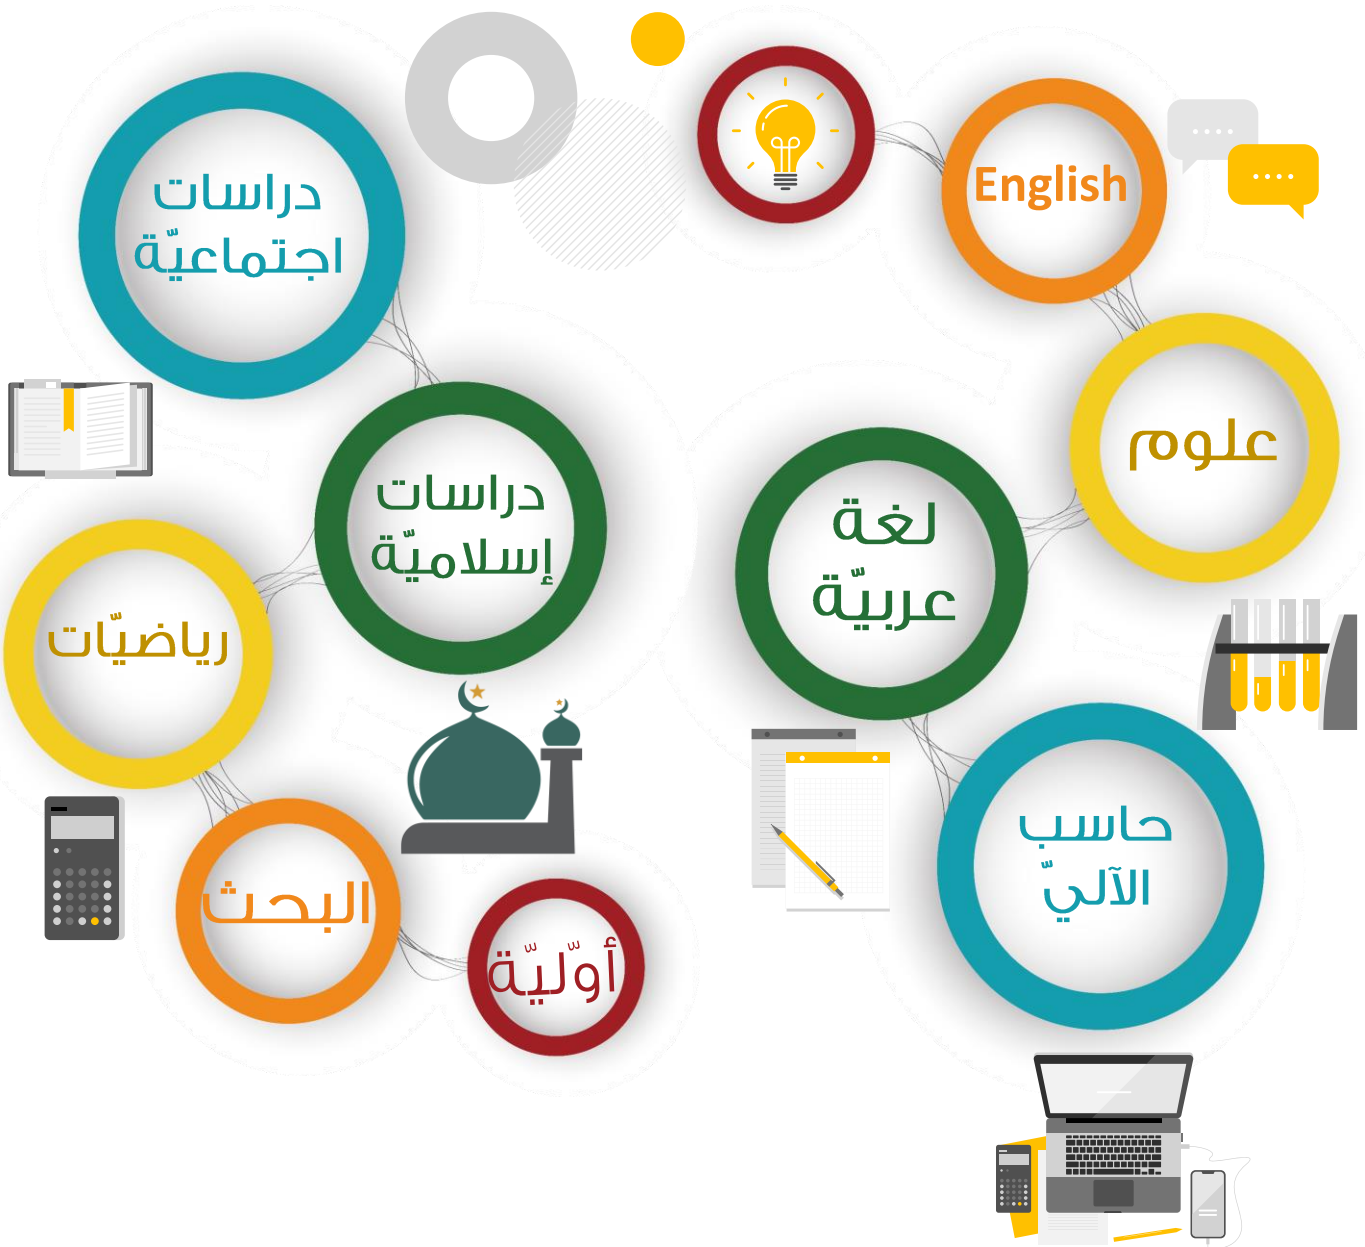 English
علوم
لغة
عربيّة
حاسب
الآليّ
دراسات
اجتماعيّة
دراسات
إسلاميّة
رياضيّات
البحث
أوّليّة